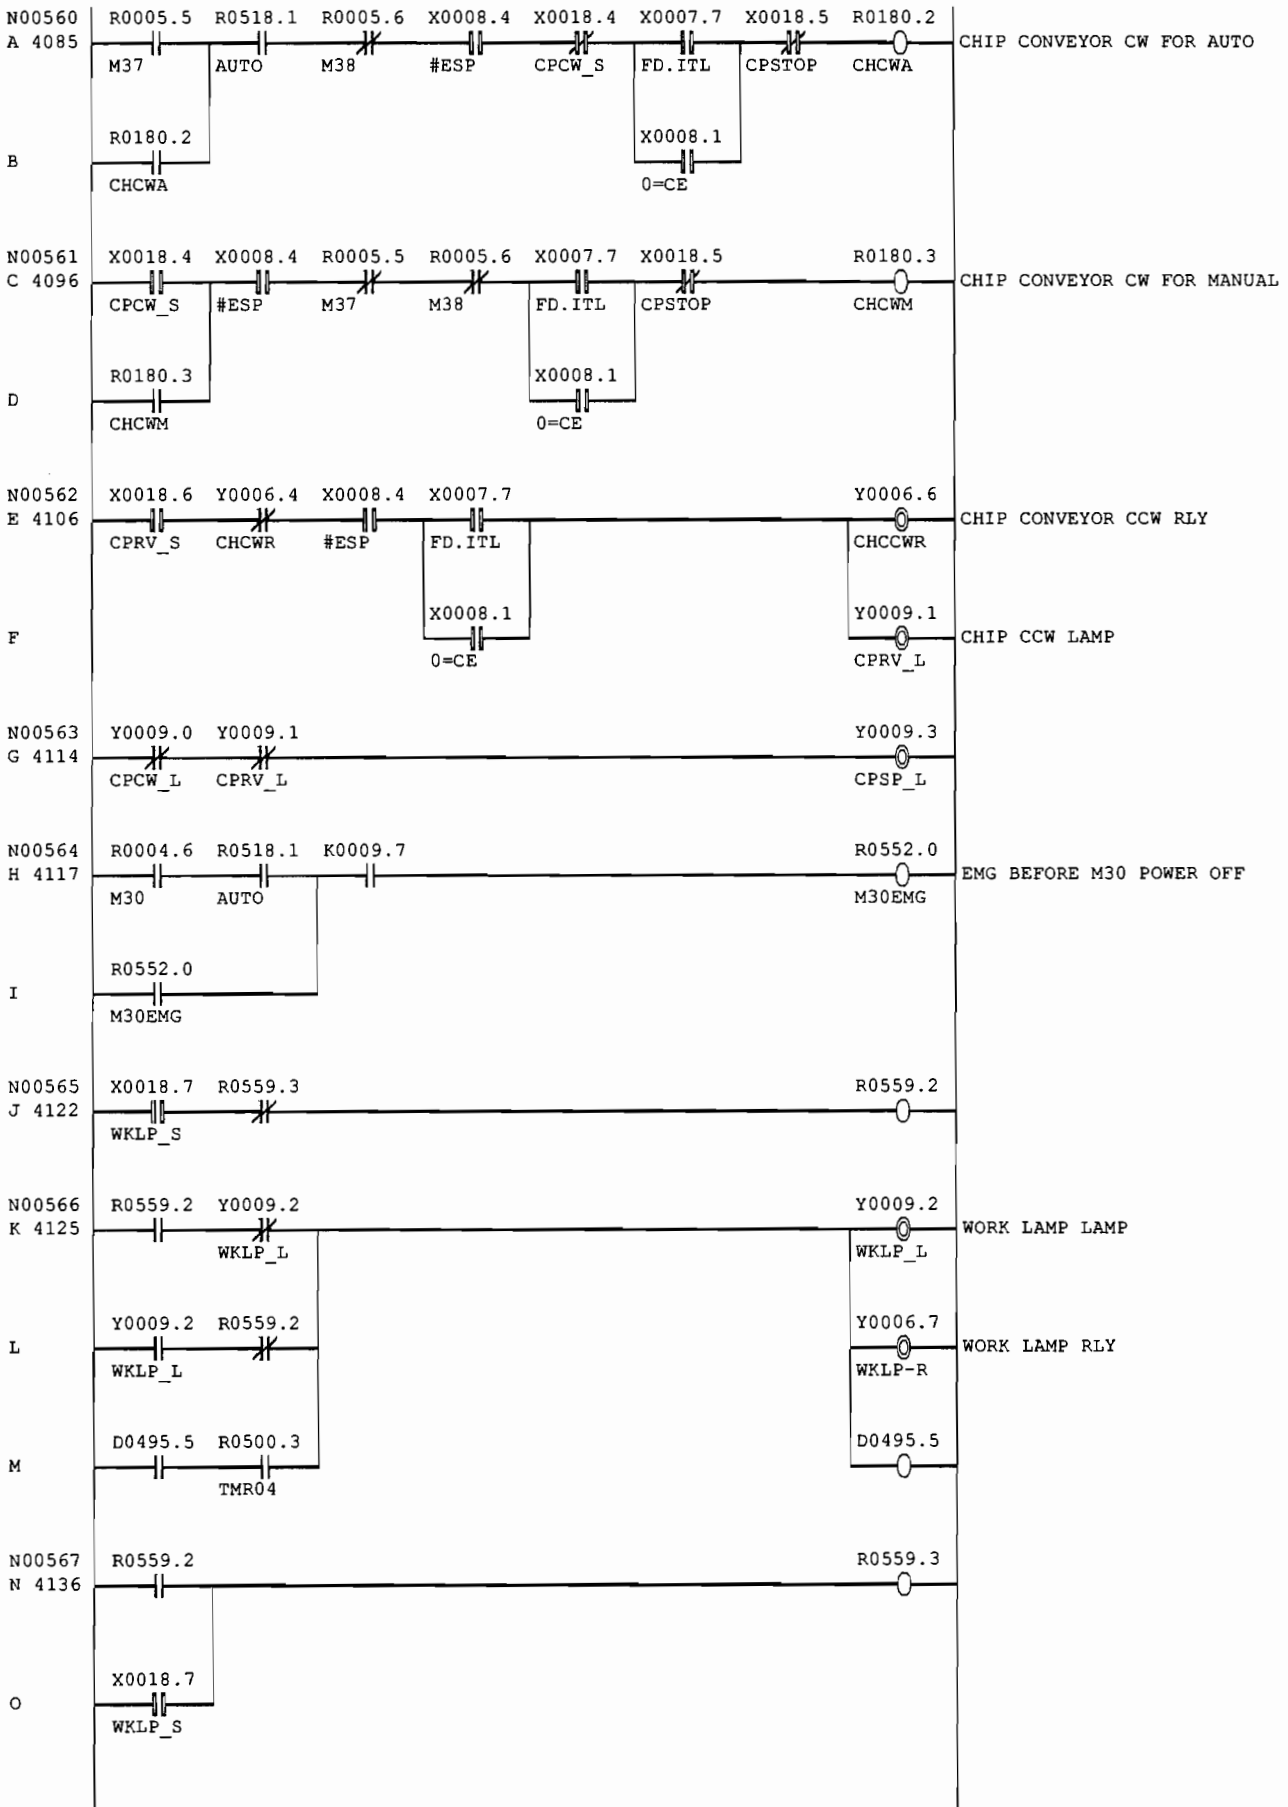 N00560 R0005.5 R0518.1 R0005.6 X0008.4 X0018.4 X0007.7 X0018.5 R0180.2
A 4085 CHIP CONVEYOR CW FOR AUTO
M37 AUTO M38 #ESP CPCW_S FD.ITL CPSTOP CHCWA
R0180.2 X0008.1
B
CHCWA 0=CE
N00561 X0018.4 X0008.4 R0005.5 R0005.6 X0007.7 X0018.5 R0180.3
C 4096 CHIP CONVEYOR CW FOR MANUAL
CPCW_S #ESP M37 M38 FD.ITL CPSTOP CHCWM
R0180.3 X0008.1
D
CHCWM 0=CE
N00562 X0018.6 Y0006.4 X0008.4 X0007.7 Y0006.6
E 4106 CHIP CONVEYOR CCW RLY
CPRV_S CHCWR #ESP FD.ITL CHCCWR
X0008.1 Y0009.1
F CHIP CCW LAMP
0=CE CPRV_L
N00563 Y0009.0 Y0009.1 Y0009.3
G 4114
CPCW_L CPRV_L CPSP_L
N00564 R0004.6 R0518.1 K0009.7 R0552.0
H 4117 EMG BEFORE M30 POWER OFF
M30 AUTO M30EMG
R0552.0
I
M30EMG
N00565 X0018.7 R0559.3 R0559.2
J 4122
WKLP_S
N00566 R0559.2 Y0009.2 Y0009.2
K 4125 WORK LAMP LAMP
WKLP_L WKLP_L
Y0009.2 R0559.2 Y0006.7
L WORK LAMP RLY
WKLP_L WKLP-R
D0495.5 R0500.3 D0495.5
M
TMR04
N00567 R0559.2 R0559.3
N 4136
X0018.7
O
WKLP_S